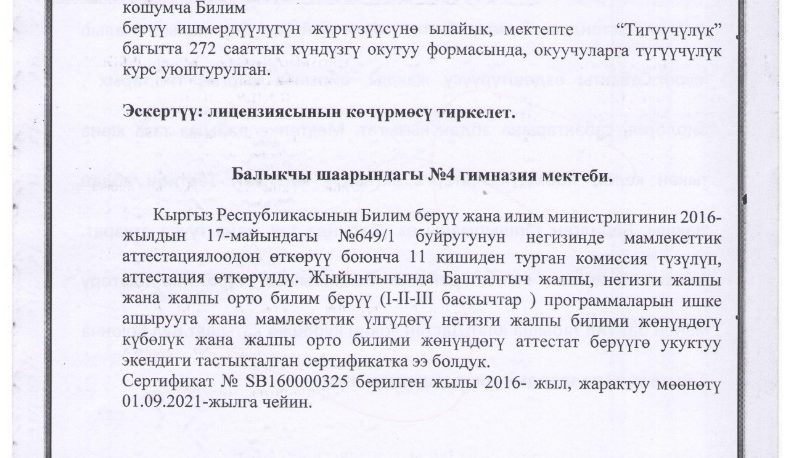 кошумча Билим
берүү ишмердүүлүгүн жүргүзүүсүнө ылайык, мектепте “Тигүүчүлүк”
багытта 272 сааттык күндүзгү окутуу формасында, окуучуларга түгүүчүлүк
курс уюштурулган.
Эскертүү: лицензиясынын көчүрмөсү тиркелет.
Балыкчы шаарындагы №4 гимназия мектеби.
Кыргыз Республикасынын Билим берүү жана илим министрлигинин 2016-
жылдын 17-майындагы №649/1 буйругунун негизинде мамлекеттик
аттестациялоодон өткөрүү боюнча 11 кишиден турган комиссия түзүлүп,
аттестация өткөрүлдү. Жыйынтыгында Башталгыч жалпы, негизги жалпы
жана жалпы орто билим берүү (I-II-III баскычтар ) программаларын ишке
ашырууга жана мамлекеттик үлгүдөгү негизги жалпы билими жөнүндөгү
күбөлүк жана жалпы орто билими жөнүндөгү аттестат берүүгө укуктуу
экендиги тастыкталган сертификатка ээ болдук.
Сертификат № SB160000325 берилген жылы 2016- жыл, жарактуу мөөнөтү
01.09.2021-жылга чейин.